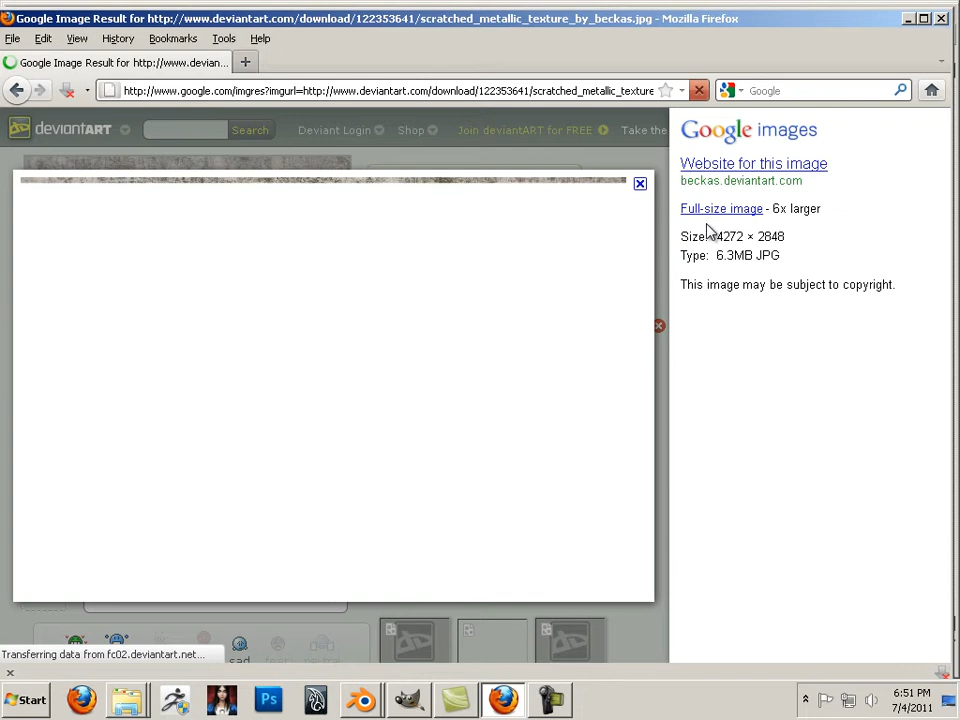 Google Image Result for http://www.deviantart.com/download/122353641/scratched_metallic_texture_by_beckas.jpg - Mozilla Firefox
File Edit View History Bookmarks Tools Help
Google Image Result for http://www.devian...
http://www.google.com/imgres?imgurl=http://www.deviantart.com/download/122353641/scratched_metallic_texture
Google
deviantART Search Deviant Login Shop Join deviantART for FREE Take the
Google images
Website for this image
beckas.deviantart.com
Full-size image - 6x larger
Size: 4272 × 2848
Type: 6.3MB JPG
This image may be subject to copyright.
sad fear neutral
Transferring data from fc02.deviantart.net...
Start
Ps
6:51 PM
7/4/2011